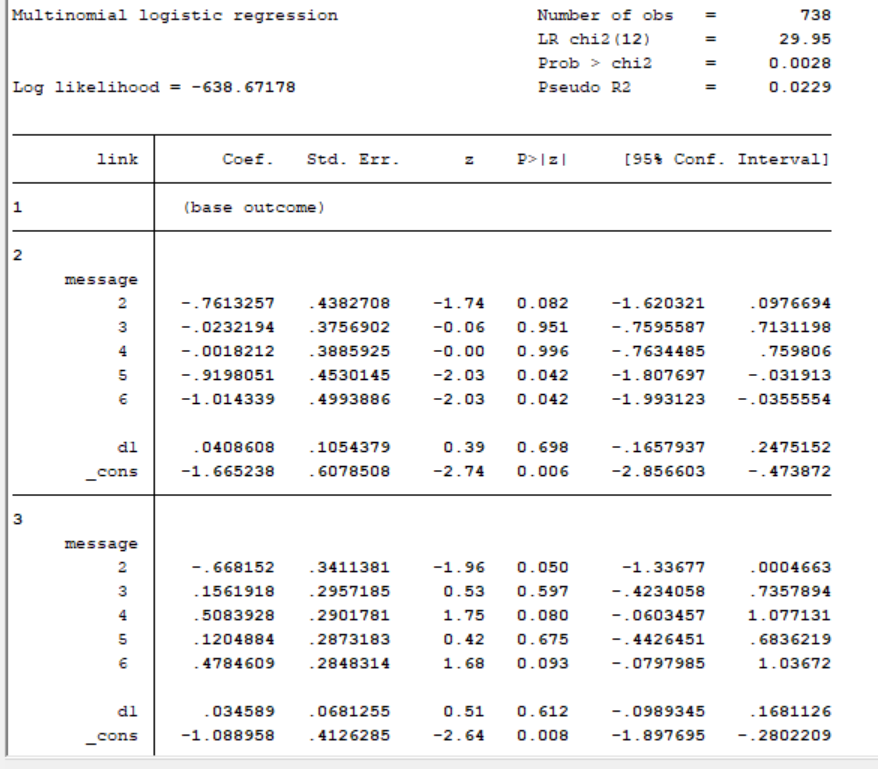 Multinomial logistic regression Number of obs = 738
LR chi2(12) = 29.95
Prob > chi2 = 0.0028
Log likelihood = -638.67178 Pseudo R2 = 0.0229
link Coef. Std. Err. z P>|z| [95% Conf. Interval]
1 (base outcome)
2
message
2 -.7613257 .4382708 -1.74 0.082 -1.620321 .0976694
3 -.0232194 .3756902 -0.06 0.951 -.7595587 .7131198
4 -.0018212 .3885925 -0.00 0.996 -.7634485 .759806
5 -.9198051 .4530145 -2.03 0.042 -1.807697 -.031913
6 -1.014339 .4993886 -2.03 0.042 -1.993123 -.0355554
d1 .0408608 .1054379 0.39 0.698 -.1657937 .2475152
_cons -1.665238 .6078508 -2.74 0.006 -2.856603 -.473872
3
message
2 -.668152 .3411381 -1.96 0.050 -1.33677 .0004663
3 .1561918 .2957185 0.53 0.597 -.4234058 .7357894
4 .5083928 .2901781 1.75 0.080 -.0603457 1.077131
5 .1204884 .2873183 0.42 0.675 -.4426451 .6836219
6 .4784609 .2848314 1.68 0.093 -.0797985 1.03672
d1 .034589 .0681255 0.51 0.612 -.0989345 .1681126
_cons -1.088958 .4126285 -2.64 0.008 -1.897695 -.2802209